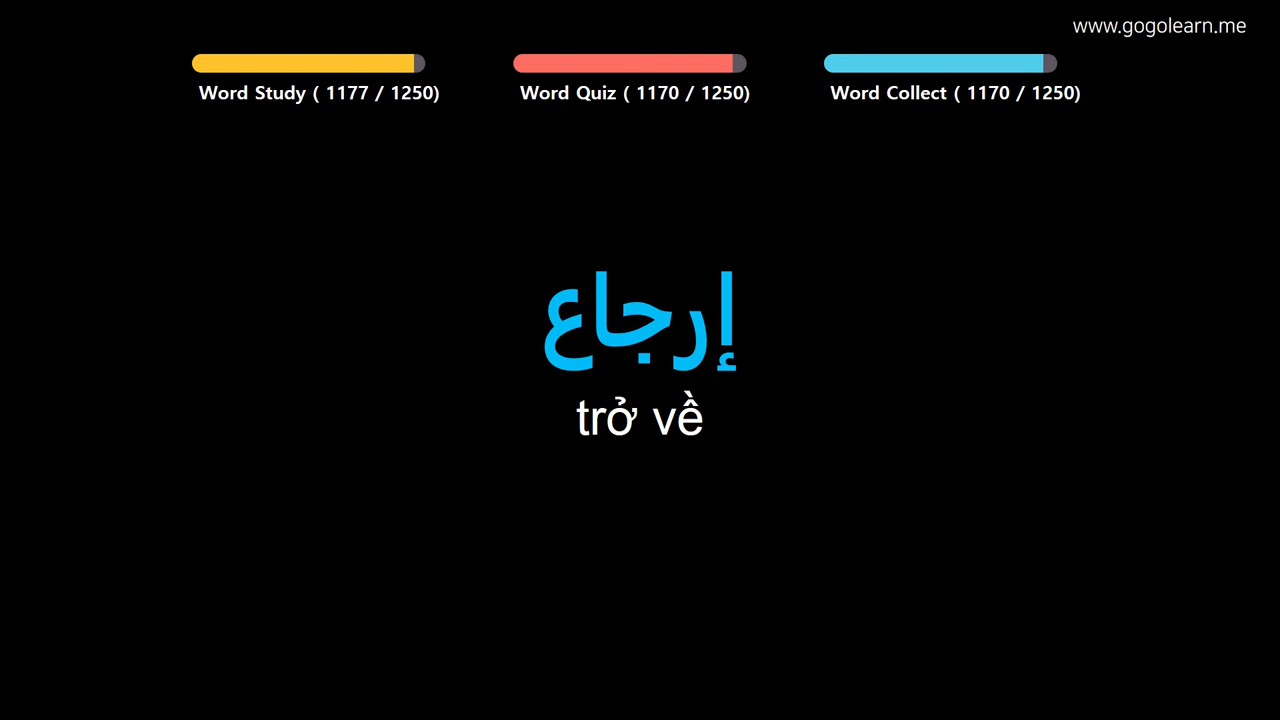 www.gogolearn.me
Word Study ( 1177 / 1250)
Word Quiz ( 1170 / 1250)
Word Collect ( 1170 / 1250)
إرجاع
trở về